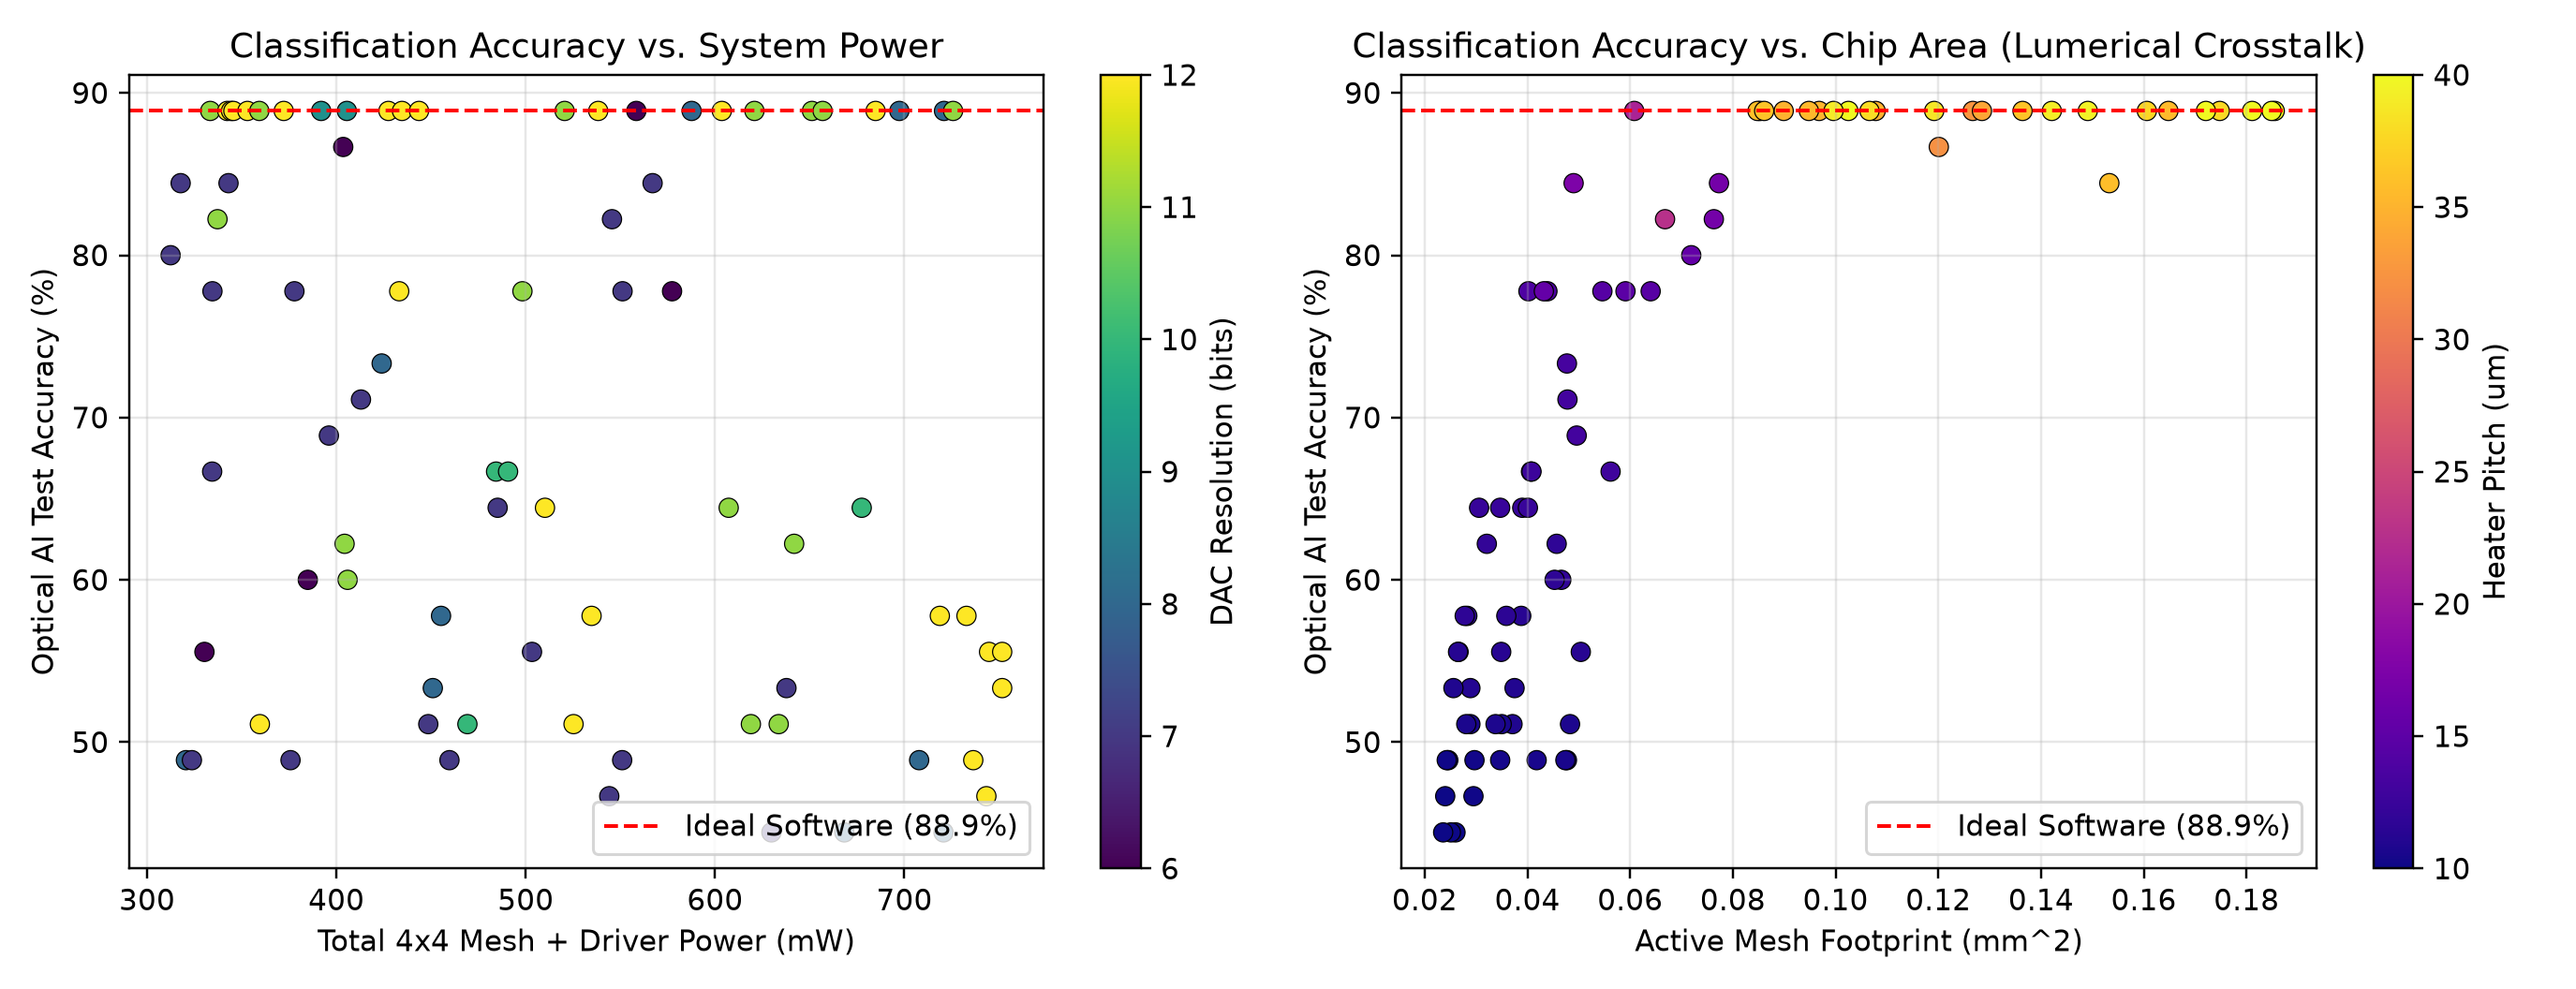 Classification Accuracy vs. System Power
Optical AI Test Accuracy (%)
90
80
70
60
50
300 400 500 600 700
Total 4x4 Mesh + Driver Power (mW)
Ideal Software (88.9%)
12
11
10
9
8
7
6
DAC Resolution (bits)
Classification Accuracy vs. Chip Area (Lumerical Crosstalk)
Optical AI Test Accuracy (%)
90
80
70
60
50
0.02 0.04 0.06 0.08 0.10 0.12 0.14 0.16 0.18
Active Mesh Footprint (mm^2)
Ideal Software (88.9%)
40
35
30
25
20
15
10
Heater Pitch (um)